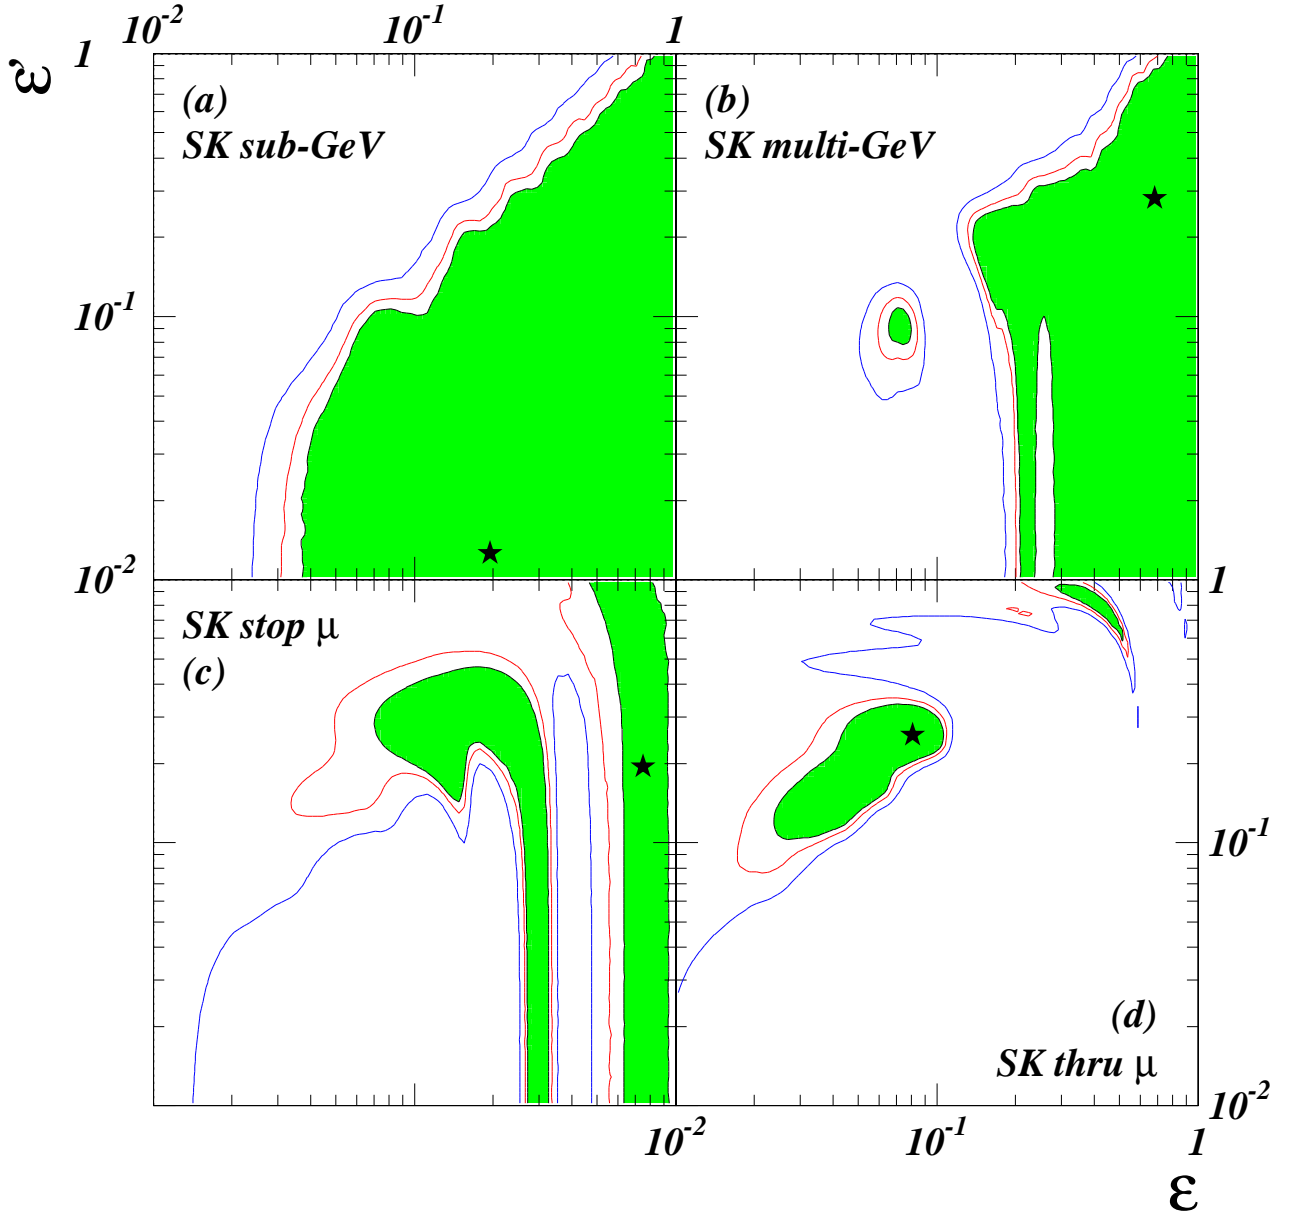 10-2 10-1 1
ε’ 1
(a)
SK sub-GeV
(b)
SK multi-GeV
10-1
10-2 1
SK stop μ
(c)
10-1
(d)
SK thru μ
10-2
10-2 10-1 1
ε